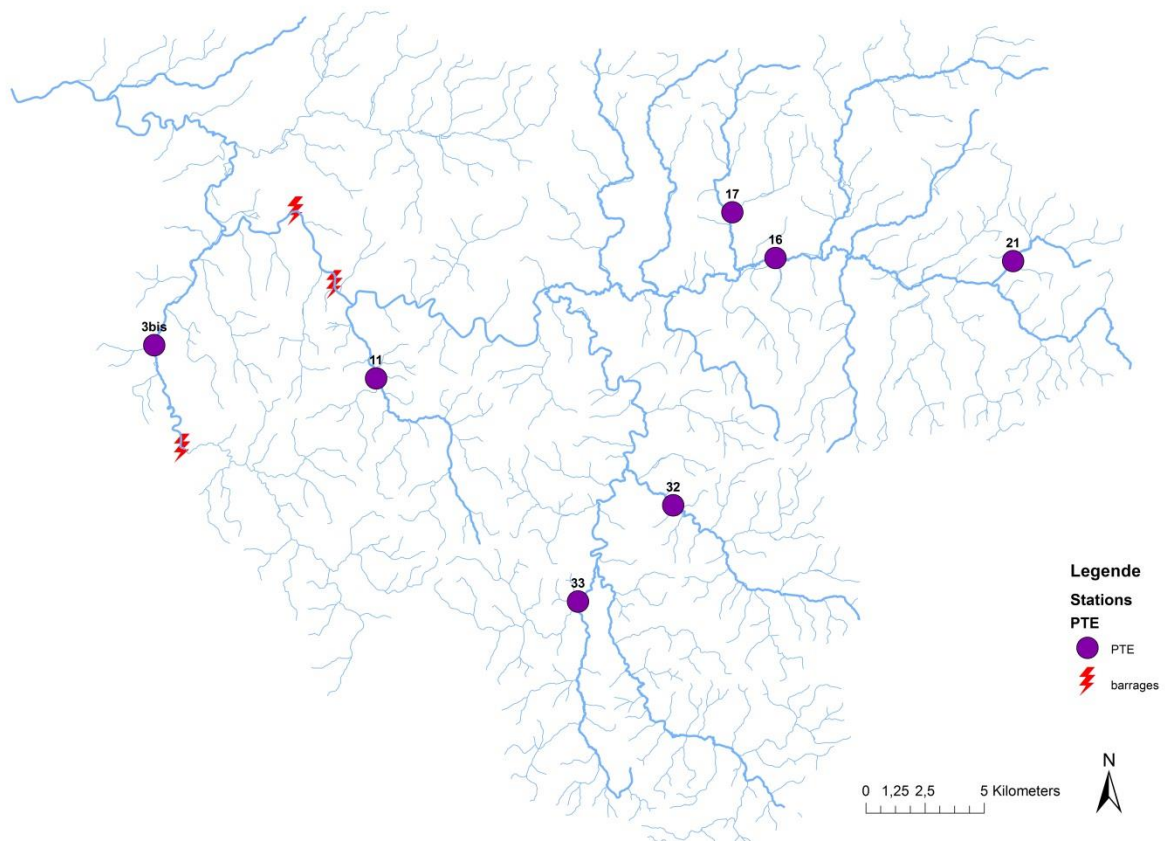 17
16
21
3bis
11
32
33
Legende
Stations
PTE
PTE
barrages
N
0 1,25 2,5 5 Kilometers